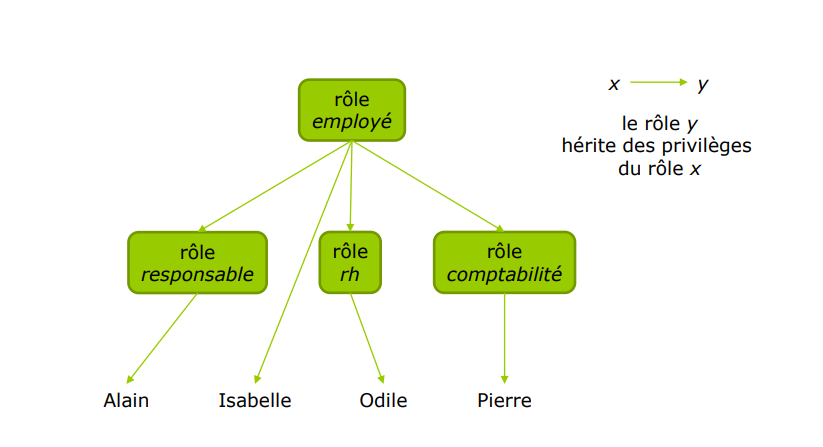 rôle
employé
x y
le rôle y
hérite des privilèges
du rôle x
rôle
responsable
rôle
rh
rôle
comptabilité
Alain
Isabelle
Odile
Pierre